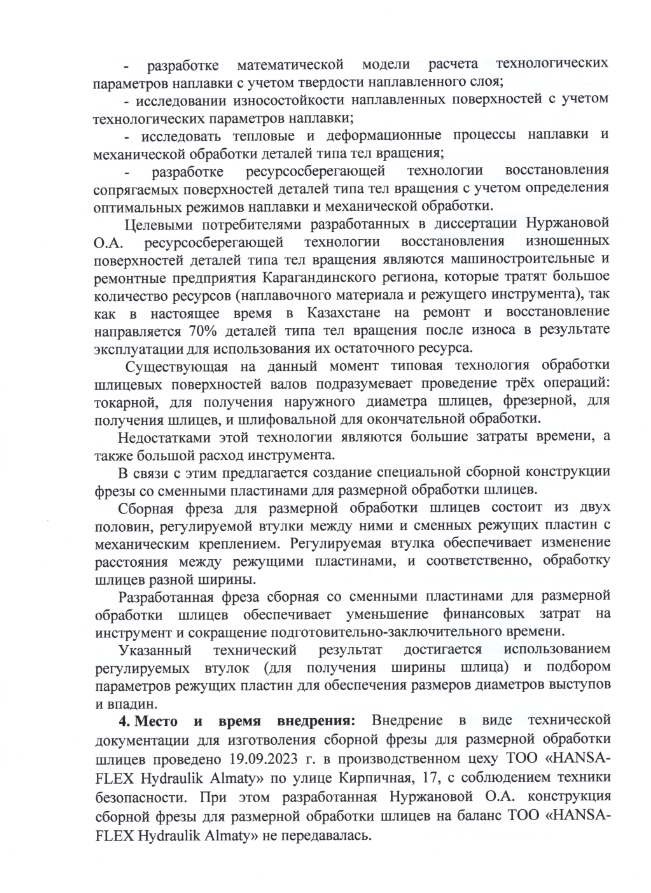 - разработке математической модели расчета технологических
параметров наплавки с учетом твердости наплавленного слоя;
- исследовании износостойкости наплавленных поверхностей с учетом
технологических параметров наплавки;
- исследовать тепловые и деформационные процессы наплавки и
механической обработки деталей типа тел вращения;
- разработке ресурсосберегающей технологии восстановления
сопрягаемых поверхностей деталей типа тел вращения с учетом определения
оптимальных режимов наплавки и механической обработки.
Целевыми потребителями разработанных в диссертации Нуржановой
О.А. ресурсосберегающей технологии восстановления изношенных
поверхностей деталей типа тел вращения являются машиностроительные и
ремонтные предприятия Карагандинского региона, которые тратят большое
количество ресурсов (наплавочного материала и режущего инструмента), так
как в настоящее время в Казахстане на ремонт и восстановление
направляется 70% деталей типа тел вращения после износа в результате
эксплуатации для использования их остаточного ресурса.
Существующая на данный момент типовая технология обработки
шлицевых поверхностей валов подразумевает проведение трёх операций:
токарной, для получения наружного диаметра шлицев, фрезерной, для
получения шлицев, и шлифовальной для окончательной обработки.
Недостатками этой технологии являются большие затраты времени, а
также большой расход инструмента.
В связи с этим предлагается создание специальной сборной конструкции
фрезы со сменными пластинами для размерной обработки шлицев.
Сборная фреза для размерной обработки шлицев состоит из двух
половин, регулируемой втулки между ними и сменных режущих пластин с
механическим креплением. Регулируемая втулка обеспечивает изменение
расстояния между режущими пластинами, и соответственно, обработку
шлицев разной ширины.
Разработанная фреза сборная со сменными пластинами для размерной
обработки шлицев обеспечивает уменьшение финансовых затрат на
инструмент и сокращение подготовительно-заключительного времени.
Указанный технический результат достигается использованием
регулируемых втулок (для получения ширины шлица) и подбором
параметров режущих пластин для обеспечения размеров диаметров выступов
и впадин.
4. Место и время внедрения: Внедрение в виде технической
документации для изготволения сборной фрезы для размерной обработки
шлицев проведено 19.09.2023 г. в производственном цеху ТОО «HANSA-
FLEX Hydraulik Almaty» по улице Кирпичная, 17, с соблюдением техники
безопасности. При этом разработанная Нуржановой О.А. конструкция
сборной фрезы для размерной обработки шлицев на баланс ТОО «HANSA-
FLEX Hydraulik Almaty» не передавалась.